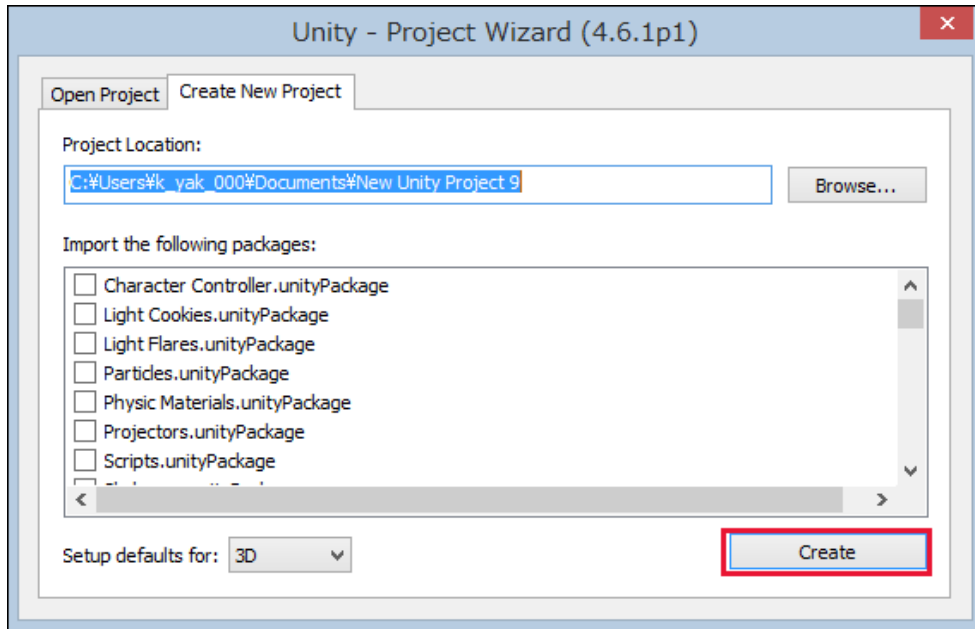 Unity - Project Wizard (4.6.1p1)
Open Project
Create New Project
Project Location:
C:¥Users¥k_yak_000¥Documents¥New Unity Project 9
Browse...
Import the following packages:
Character Controller.unityPackage
Light Cookies.unityPackage
Light Flares.unityPackage
Particles.unityPackage
Physic Materials.unityPackage
Projectors.unityPackage
Scripts.unityPackage
Setup defaults for: 3D
Create